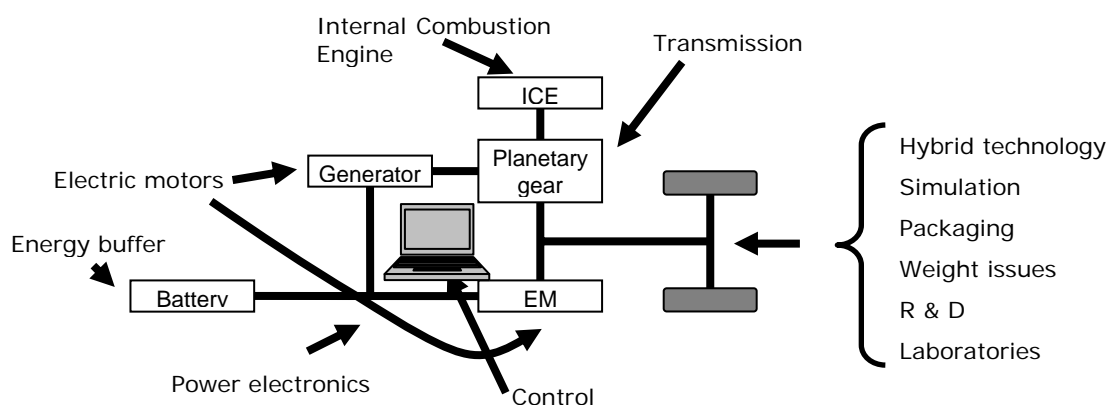 Internal Combustion
Engine
Transmission
ICE
Planetary
gear
Generator
Electric motors
Energy buffer
Battery
EM
Power electronics
Control
Hybrid technology
Simulation
Packaging
Weight issues
R & D
Laboratories